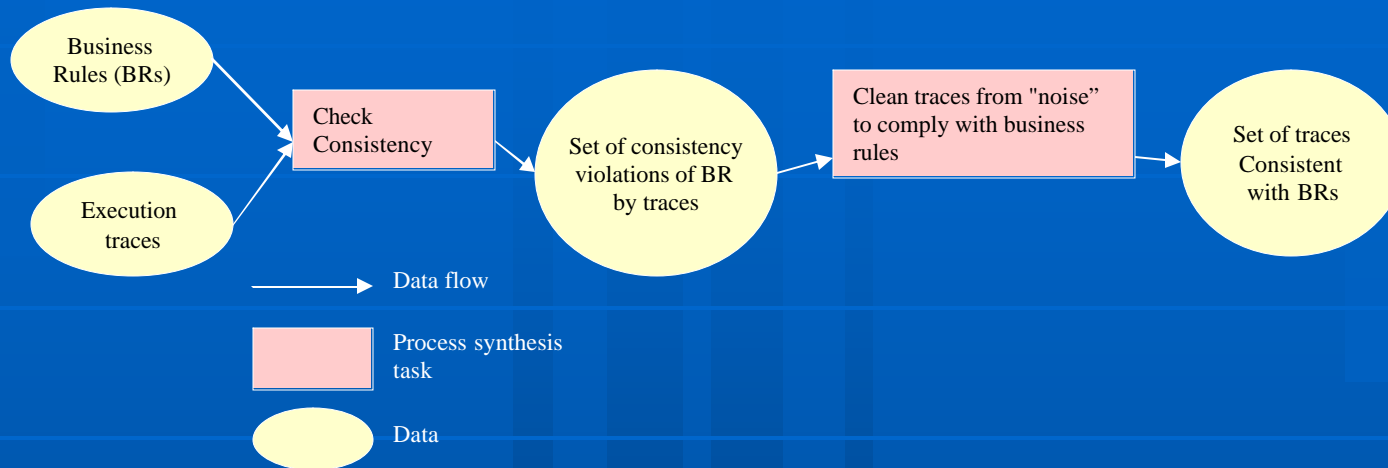 Business
Rules (BRs)
Execution
traces
Check
Consistency
Set of consistency
violations of BR
by traces
Clean traces from "noise”
to comply with business
rules
Set of traces
Consistent
with BRs
Data flow
Process synthesis
task
Data